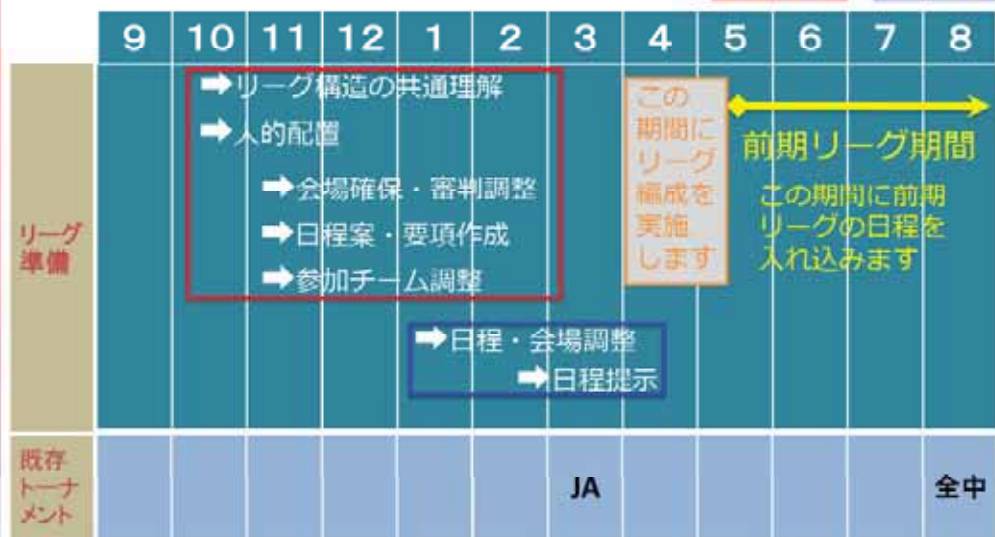 9 10 11 12 1 2 3 4 5 6 7 8
リーグ
準備
➡リーグ構造の共通理解
➡人的配置
➡会場確保・審判調整
➡日程案・要項作成
➡参加チーム調整
➡日程・会場調整
➡日程提示
この
期間に
リーグ
編成を
実施
します
前期リーグ期間
この期間に前期
リーグの日程を
入れ込みます
既存
トーナ
メント
JA
全中